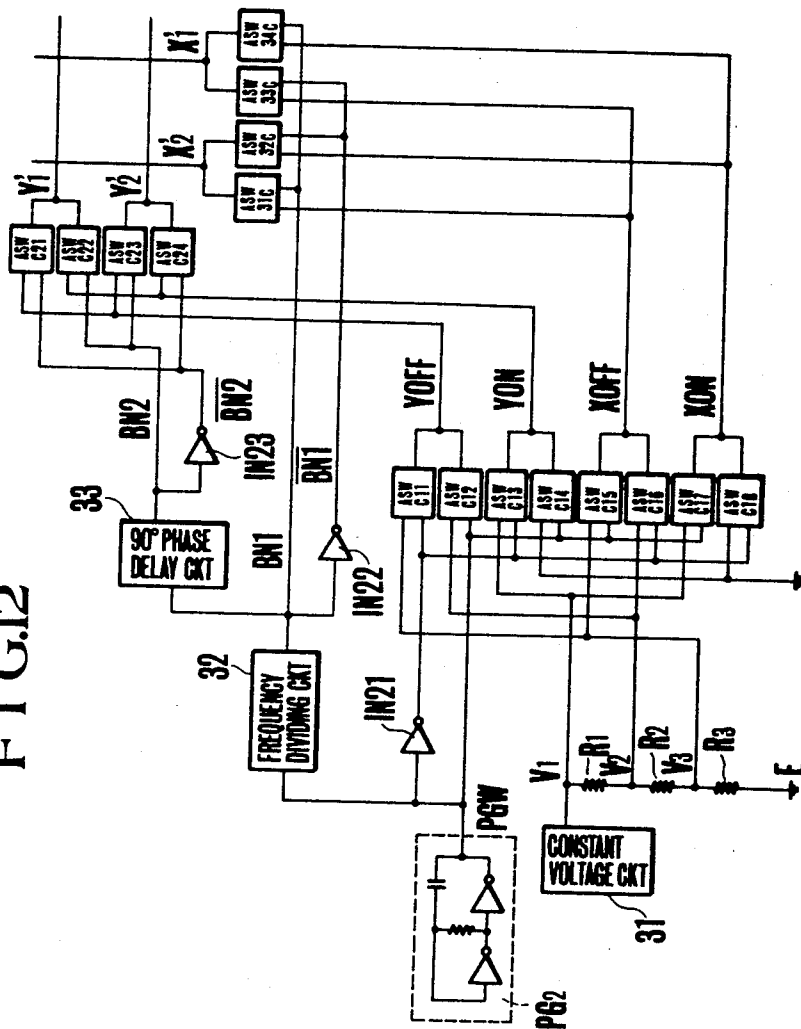 FIG.12
33
90° PHASE
DELAY CKT
BN2
IN23
B̅N̅2̅
Y'1
Y'2
ASW
C21
ASW
C22
ASW
C23
ASW
C24
X'2
X'1
ASW
31C
ASW
32C
ASW
33C
ASW
34C
32
FREQUENCY
DIVIDING CKT
BN1
B̅N̅1̅
IN22
IN21
YOFF
YON
XOFF
XON
ASW
C11
ASW
C12
ASW
C13
ASW
C14
ASW
C15
ASW
C16
ASW
C17
ASW
C18
PGW
PG2
CONSTANT
VOLTAGE CKT
31
V1
R1
V2
R2
V3
R3
E